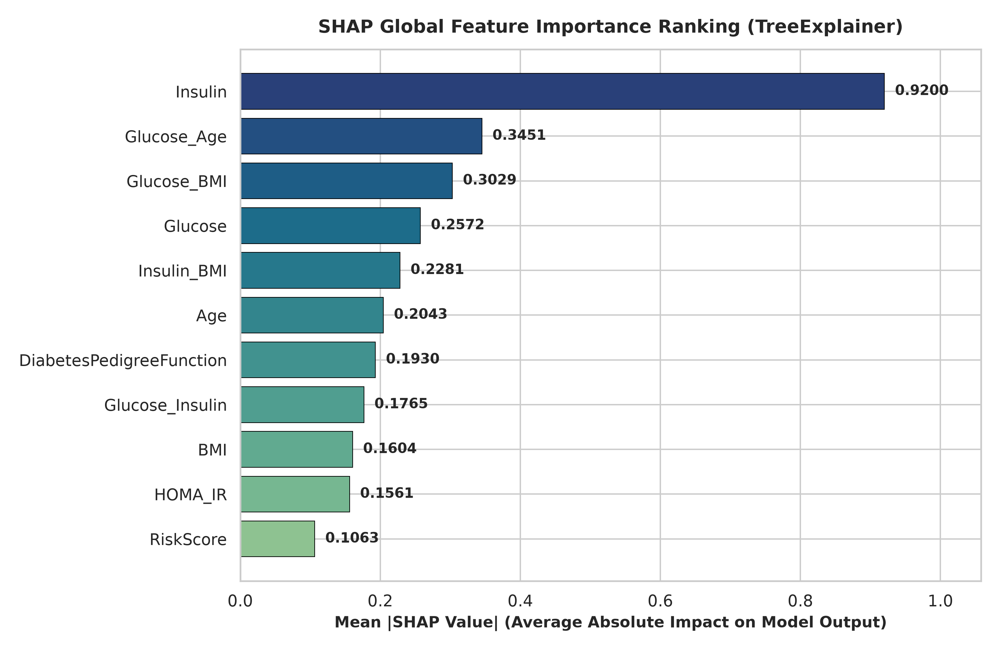 SHAP Global Feature Importance Ranking (TreeExplainer)
Insulin 0.9200
Glucose_Age 0.3451
Glucose_BMI 0.3029
Glucose 0.2572
Insulin_BMI 0.2281
Age 0.2043
DiabetesPedigreeFunction 0.1930
Glucose_Insulin 0.1765
BMI 0.1604
HOMA_IR 0.1561
RiskScore 0.1063
0.0 0.2 0.4 0.6 0.8 1.0
Mean |SHAP Value| (Average Absolute Impact on Model Output)